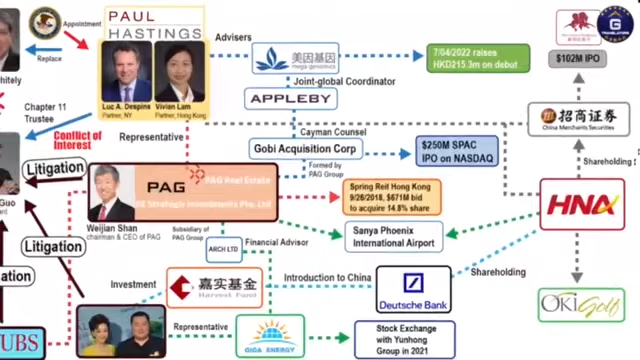 PAUL
HASTINGS
Appointment
Replace
hitely
Chapter 11
Trustee
Conflict of
Interest
Luc A. Despins
Partner, NY
Vivian Lam
Partner, Hong Kong
Advisers
美因基因
mega genomics
7/04/2022 raises
HKD215.3m on debut
Joint-global Coordinator
APPLEBY
Cayman Counsel
Gobi Acquisition Corp
Formed by
PAG Group
$250M SPAC
IPO on NASDAQ
$102M IPO
TRANSLATORS
招商证券
China Merchants Securities
Shareholding
HNA
Representative
Litigation
Guo
PAG
PAG Real Estate
SE Strategic Investments Pte. Ltd
Weijian Shan
chairman & CEO of PAG
Spring Reit Hong Kong
9/26/2018, $671M bid
to acquire 14.8% share
Sanya Phoenix
International Airport
Subsidiary of
PAG Group
ARCH LTD
Financial Advisor
Litigation
ation
Investment
嘉实基金
Harvest Fund
Introduction to China
Deutsche Bank
Shareholding
OKi Golf
UBS
Representative
GIGA ENERGY
Stock Exchange
with Yunhong
Group in 2021